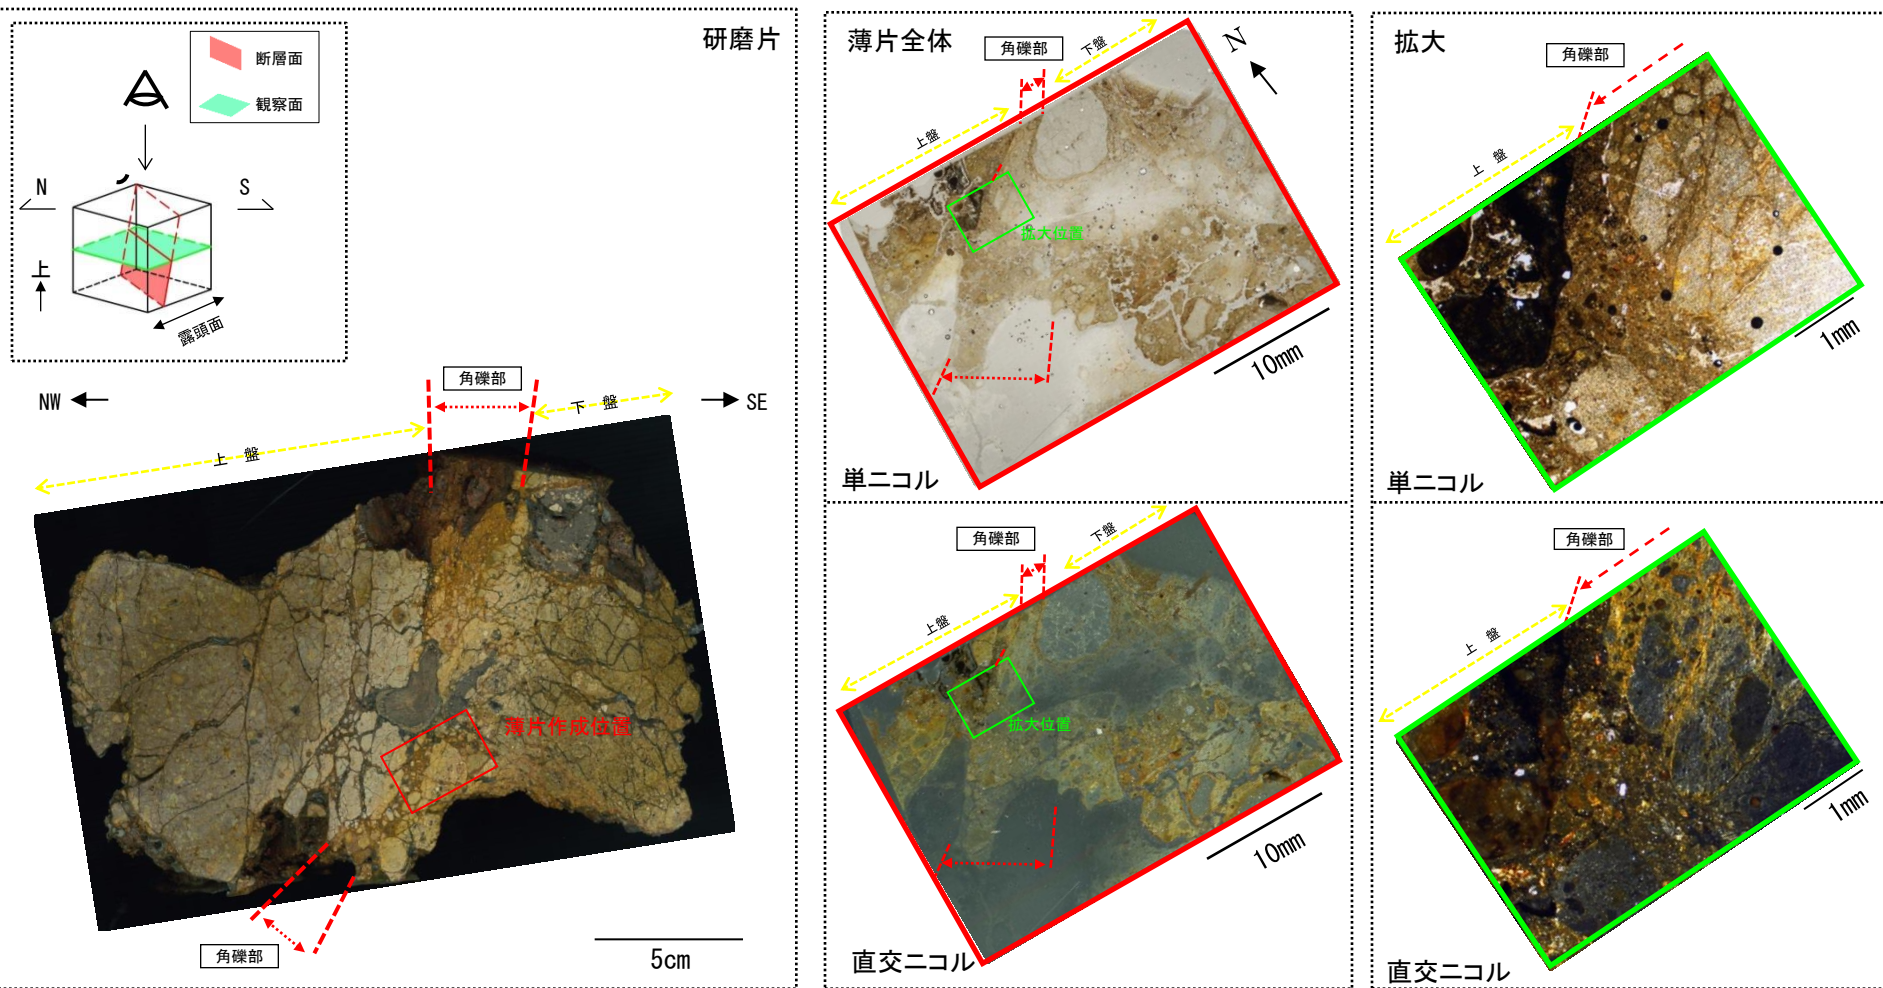 研磨片
断層面
観察面
N
S
上
露頭面
NW
SE
角礫部
上 盤
下 盤
薄片作成位置
角礫部
5cm
薄片全体
角礫部
下盤
N
上盤
拡大位置
10mm
単ニコル
角礫部
下盤
上盤
拡大位置
10mm
直交ニコル
拡大
角礫部
上 盤
1mm
単ニコル
角礫部
上 盤
1mm
直交ニコル